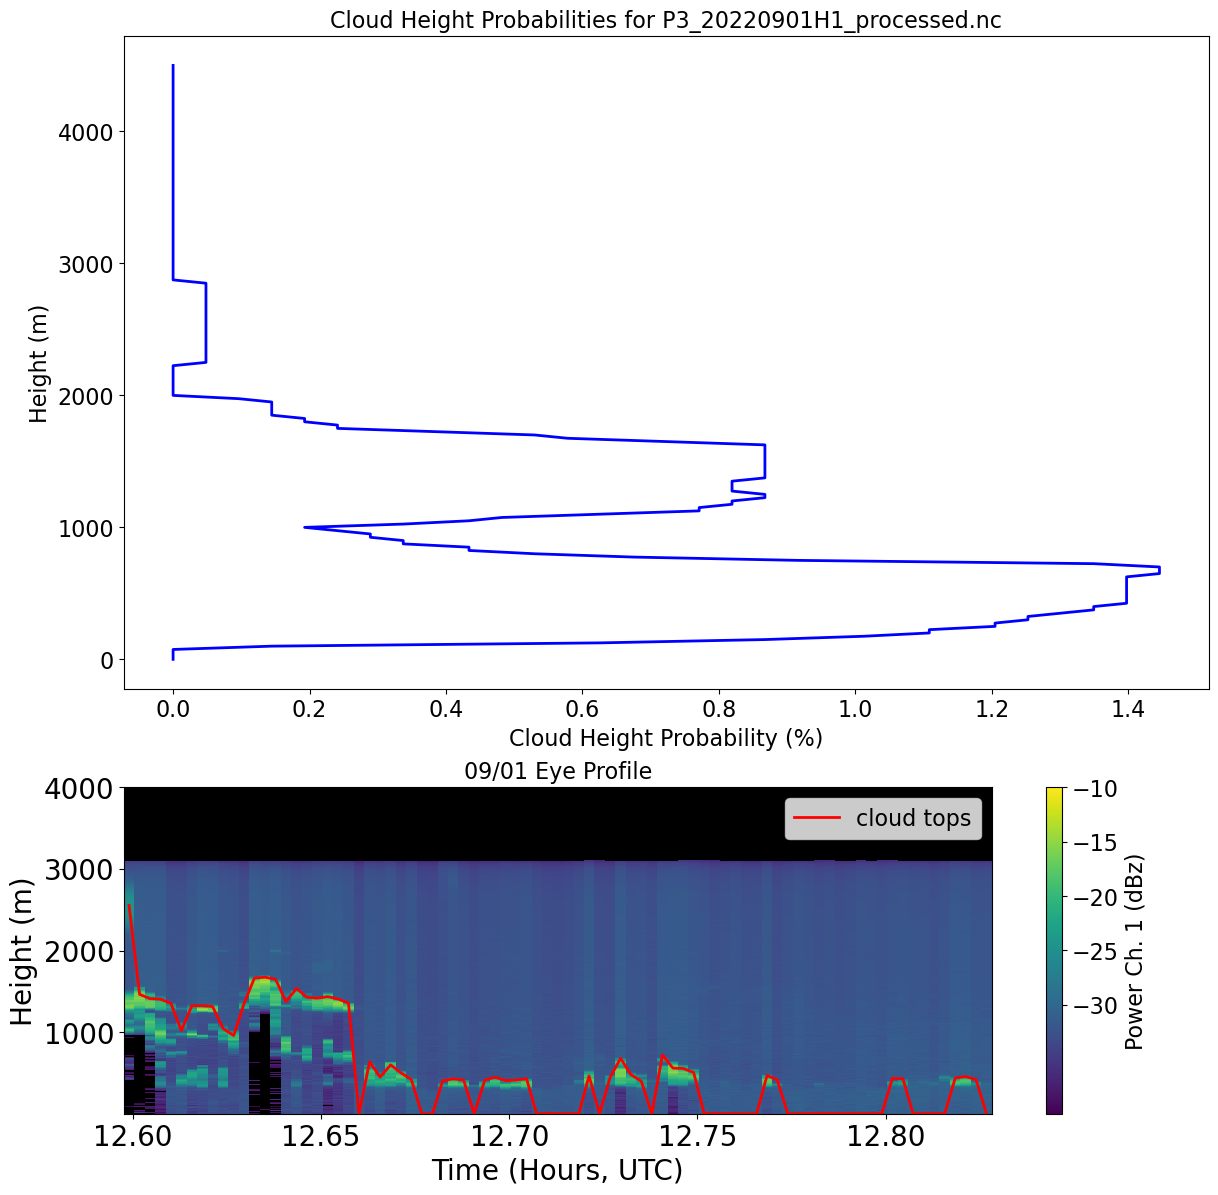 Cloud Height Probabilities for P3_20220901H1_processed.nc
4000
3000
2000
1000
0
Height (m)
0.0 0.2 0.4 0.6 0.8 1.0 1.2 1.4
Cloud Height Probability (%)
09/01 Eye Profile
cloud tops
4000
3000
2000
1000
Height (m)
12.60 12.65 12.70 12.75 12.80
Time (Hours, UTC)
−10
−15
−20
−25
−30
Power Ch. 1 (dBz)